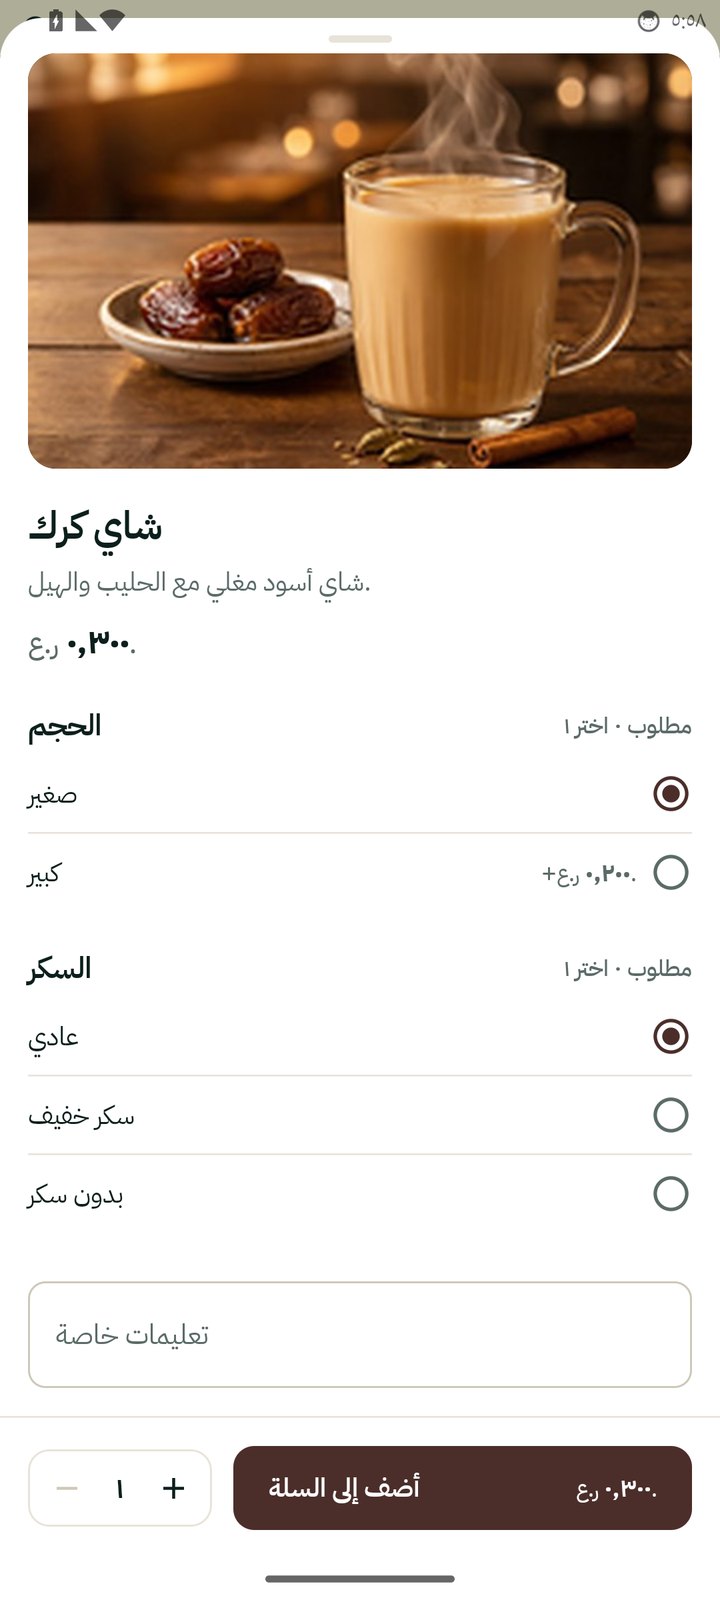 ٥:٥٨
شاي كرك
شاي أسود مغلي مع الحليب والهيل.
٠,٣٠٠ ر.ع.
الحجم
مطلوب · اختر ١
صغير
كبير
+٠,٢٠٠ ر.ع.
السكر
مطلوب · اختر ١
عادي
سكر خفيف
بدون سكر
تعليمات خاصة
− ١ +
أضف إلى السلة
٠,٣٠٠ ر.ع.